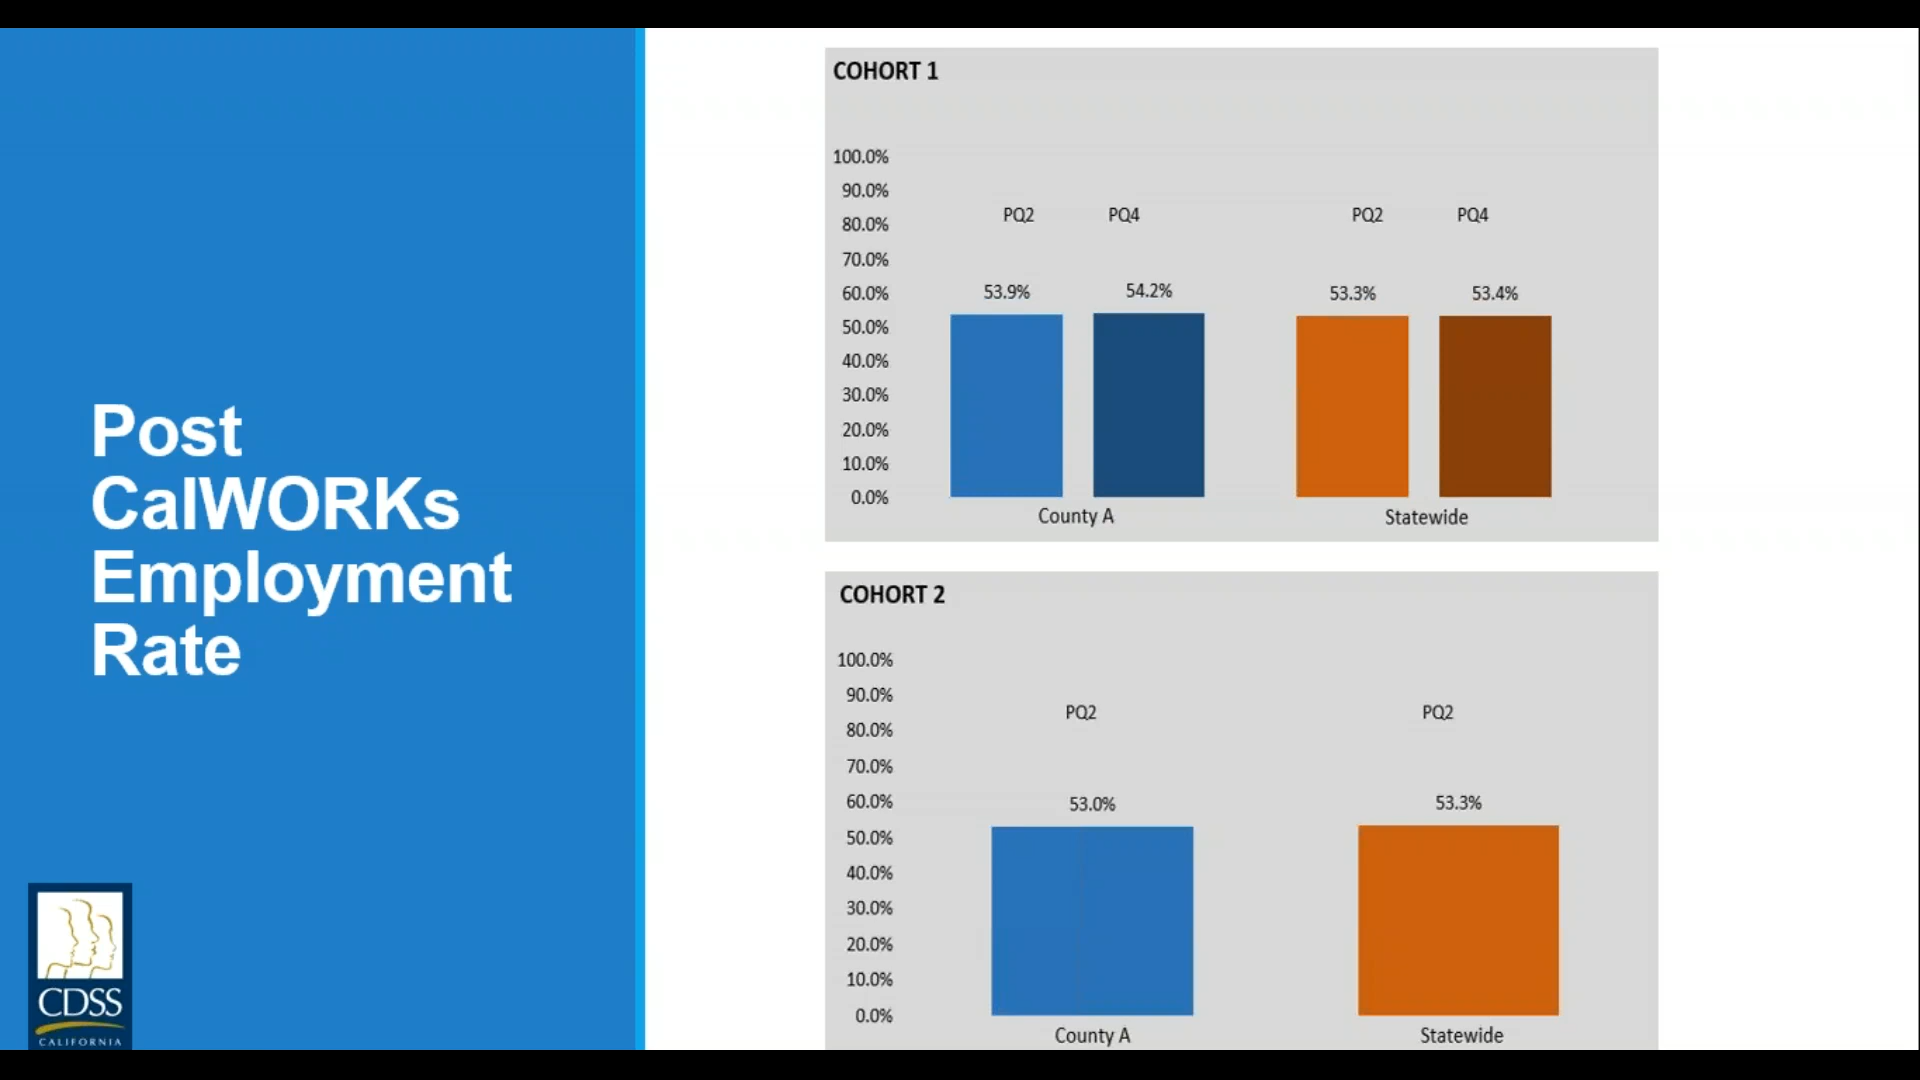 Post
CalWORKs
Employment
Rate
CDSS
CALIFORNIA
COHORT 1
100.0%
90.0%
80.0%
70.0%
60.0%
50.0%
40.0%
30.0%
20.0%
10.0%
0.0%
PQ2 PQ4 PQ2 PQ4
53.9% 54.2% 53.3% 53.4%
County A Statewide
COHORT 2
100.0%
90.0%
80.0%
70.0%
60.0%
50.0%
40.0%
30.0%
20.0%
10.0%
0.0%
PQ2 PQ2
53.0% 53.3%
County A Statewide